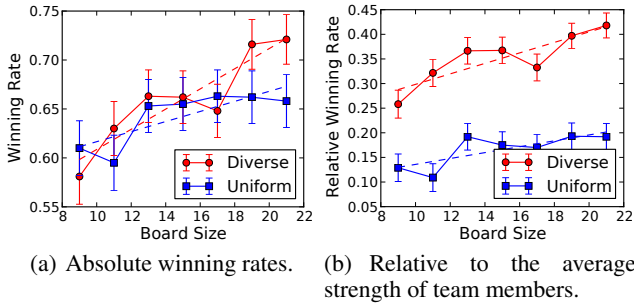 0.75
0.70
0.65
0.60
0.55
Winning Rate
8 10 12 14 16 18 20 22
Board Size
Diverse
Uniform
0.45
0.40
0.35
0.30
0.25
0.20
0.15
0.10
0.05
Relative Winning Rate
8 10 12 14 16 18 20 22
Board Size
Diverse
Uniform
(a) Absolute winning rates.
(b) Relative to the average
strength of team members.